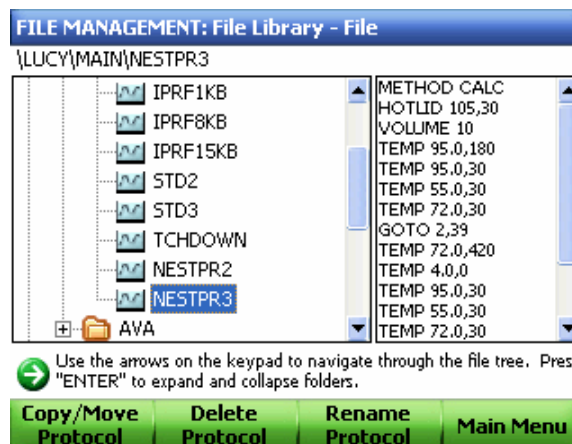 FILE MANAGEMENT: File Library - File
\LUCY\MAIN\NESTPR3
IPRF1KB
IPRF8KB
IPRF15KB
STD2
STD3
TCHDOWN
NESTPR2
NESTPR3
AVA
METHOD CALC
HOTLID 105,30
VOLUME 10
TEMP 95.0,180
TEMP 95.0,30
TEMP 55.0,30
TEMP 72.0,30
GOTO 2,39
TEMP 72.0,420
TEMP 4.0,0
TEMP 95.0,30
TEMP 55.0,30
TEMP 72.0,30
Use the arrows on the keypad to navigate through the file tree. Pres
"ENTER" to expand and collapse folders.
Copy/Move Protocol
Delete Protocol
Rename Protocol
Main Menu